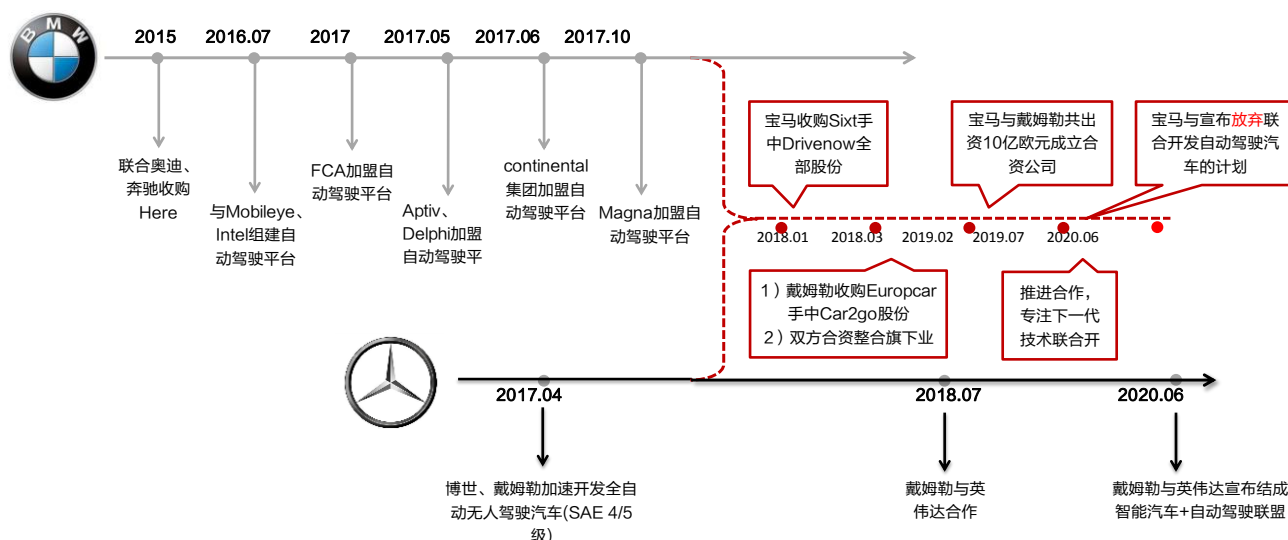 BMW
2015
2016.07
2017
2017.05
2017.06
2017.10
联合奥迪、
奔驰收购
Here
与Mobileye、
Intel组建自
动驾驶平台
FCA加盟自
动驾驶平台
Aptiv、
Delphi加盟
自动驾驶平
continental
集团加盟自
动驾驶平台
Magna加盟自
动驾驶平台
宝马收购Sixt手
中Drivenow全
部股份
宝马与戴姆勒共出
资10亿欧元成立合
资公司
宝马与宣布放弃联
合开发自动驾驶汽
车的计划
2018.01
2018.03
2019.02
2019.07
2020.06
1）戴姆勒收购Europcar
手中Car2go股份
2）双方合资整合旗下业
推进合作，
专注下一代
技术联合开
2017.04
2018.07
2020.06
博世、戴姆勒加速开发全自
动无人驾驶汽车(SAE 4/5
级)
戴姆勒与英
伟达合作
戴姆勒与英伟达宣布结成
智能汽车+自动驾驶联盟